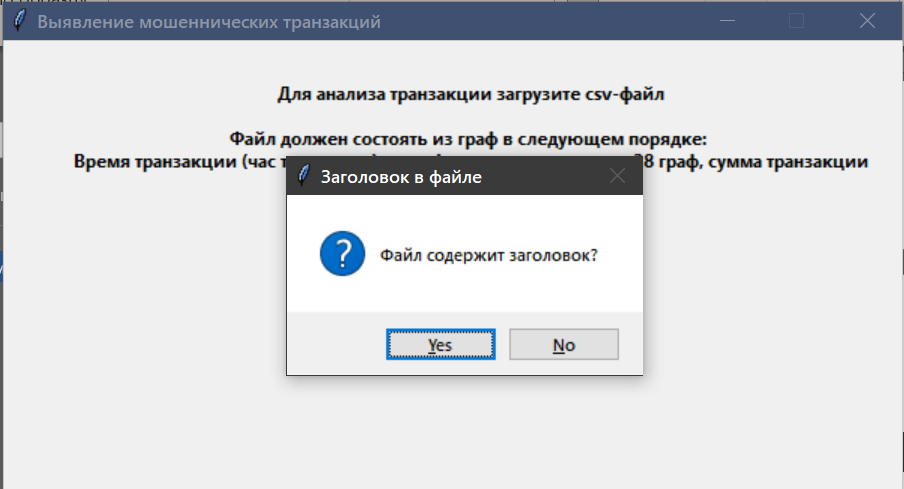 Выявление мошеннических транзакций
Для анализа транзакции загрузите csv-файл
Файл должен состоять из граф в следующем порядке:
Время транзакции (час 28 граф, сумма транзакции
Заголовок в файле
Файл содержит заголовок?
Yes No